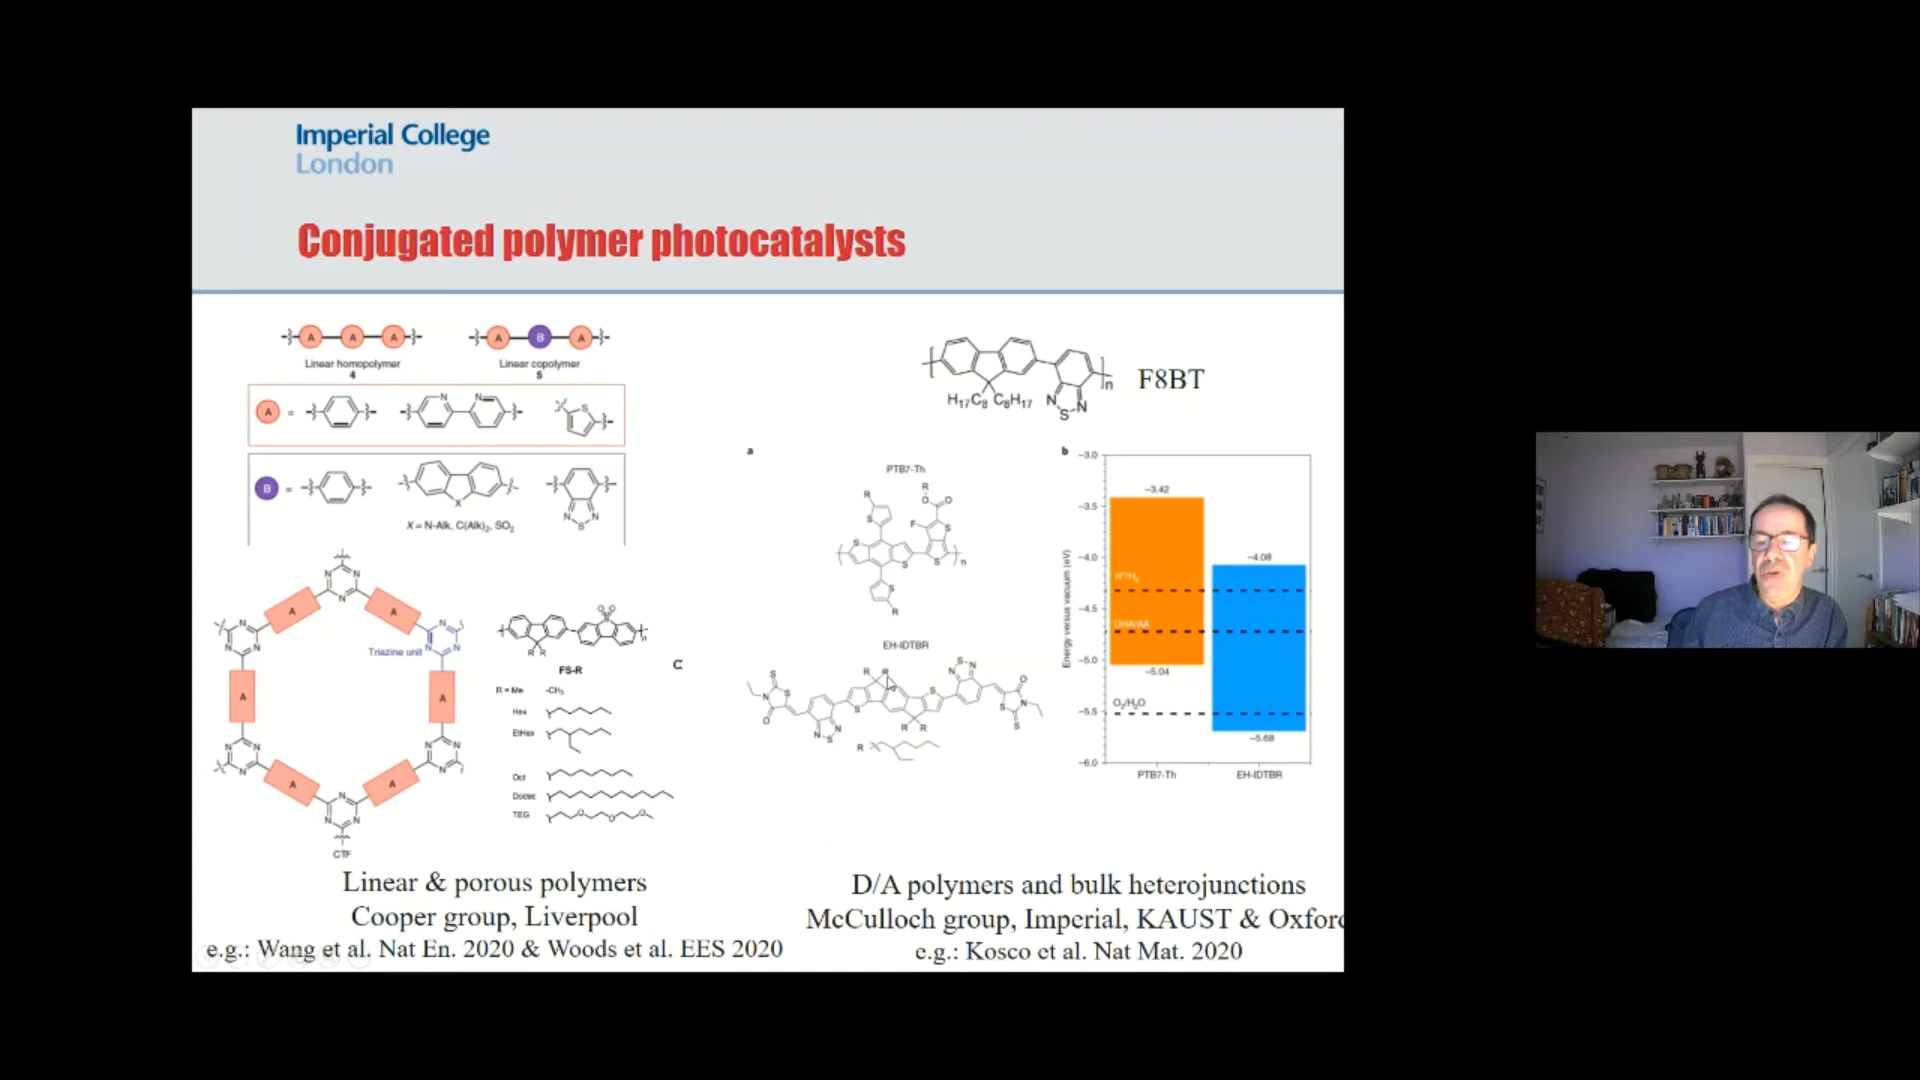 Imperial College
London
Conjugated polymer photocatalysts
A A A
A B A
Linear homopolymer
4
Linear copolymer
5
A =
N N
S
B =
X
X = N-Alk, C(Alk)2, SO2
N N
S
A A
Triazine unit
A A
A A
CTF
O O
S
R R
n
FS-R
R = Me -CH3
Hex
EtHex
Oct
Dodec
TEG
C
Linear & porous polymers
Cooper group, Liverpool
e.g.: Wang et al. Nat En. 2020 & Woods et al. EES 2020
n
F8BT
H17C8 C8H17
N N
S
a
PTB7-Th
EH-IDTBR
b
Energy versus vacuum (eV)
−3.0
−3.5
−4.0
−4.5
−5.0
−5.5
−6.0
−3.42
−4.08
H+/H2
DHA/AA
−5.04
O2/H2O
−5.68
PTB7-Th
EH-IDTBR
D/A polymers and bulk heterojunctions
McCulloch group, Imperial, KAUST & Oxford
e.g.: Kosco et al. Nat Mat. 2020